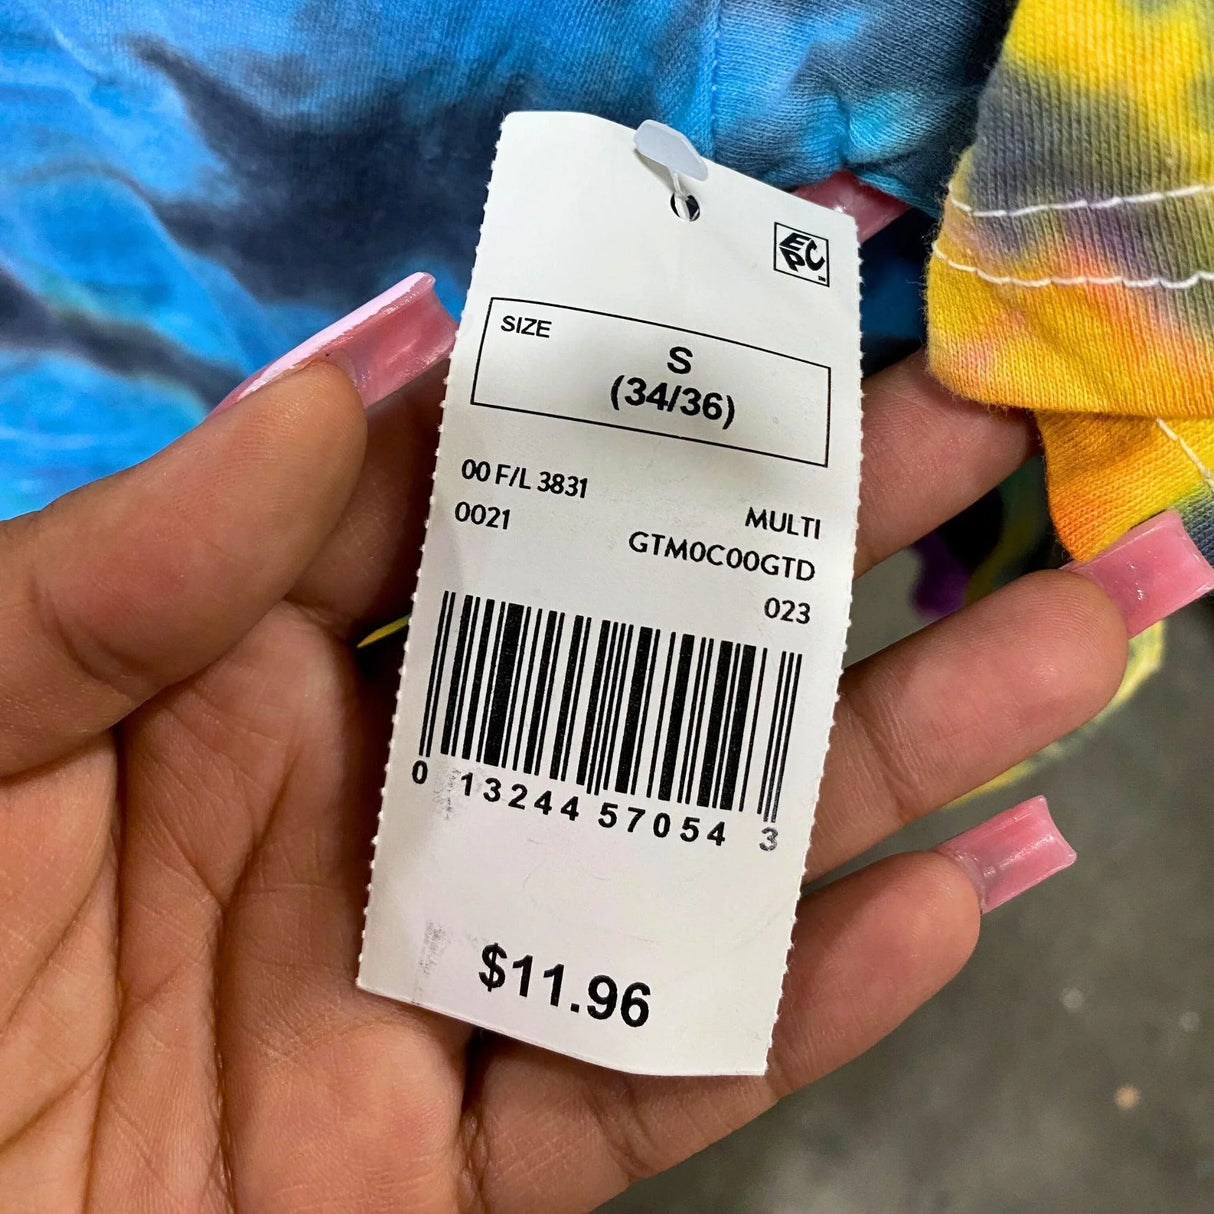 EPC
SIZE
S
(34/36)
00 F/L 3831
0021
MULTI
GTM0C00GTD
023
0 13244 57054 3
$11.96